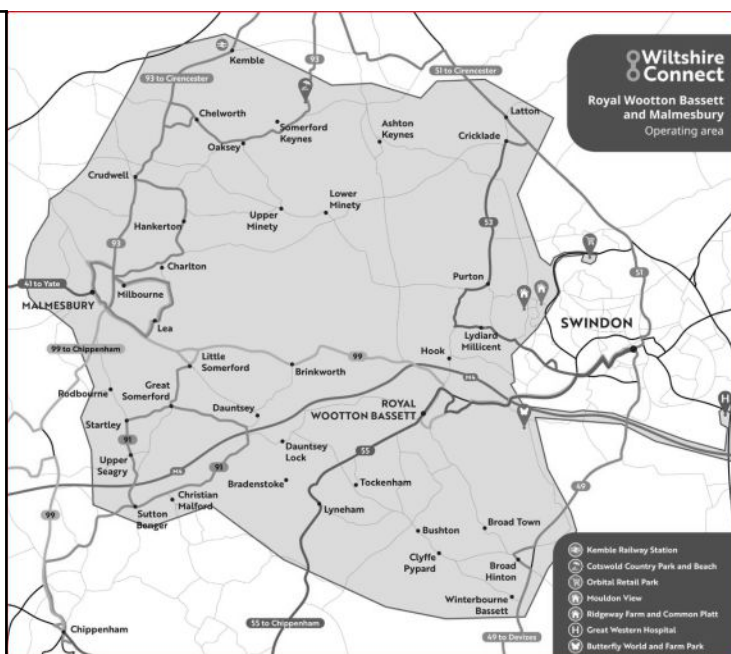 Wiltshire
Connect
Royal Wootton Bassett
and Malmesbury
Operating area
Kemble
93
93 to Cirencester
51 to Cirencester
Chelworth
Somerford
Keynes
Oaksey
Ashton
Keynes
Latton
Cricklade
Crudwell
Lower
Minety
Upper
Minety
Hankerton
53
93
Charlton
41 to Yate
MALMESBURY
Milbourne
Purton
51
Lea
SWINDON
Lydiard
Millicent
99 to Chippenham
Little
Somerford
99
Hook
Brinkworth
M4
Rodbourne
Great
Somerford
Dauntsey
ROYAL
WOOTTON BASSETT
Startley
91
Dauntsey
Lock
55
Upper
Seagry
M4
91
Bradenstoke
Tockenham
49
Christian
Malford
Sutton
Benger
Lyneham
99
Bushton
Broad Town
Clyffe
Pypard
Broad
Hinton
Winterbourne
Bassett
Chippenham
55 to Chippenham
49 to Devizes
H
Kemble Railway Station
Cotswold Country Park and Beach
Orbital Retail Park
Mouldon View
Ridgeway Farm and Common Platt
H Great Western Hospital
Butterfly World and Farm Park